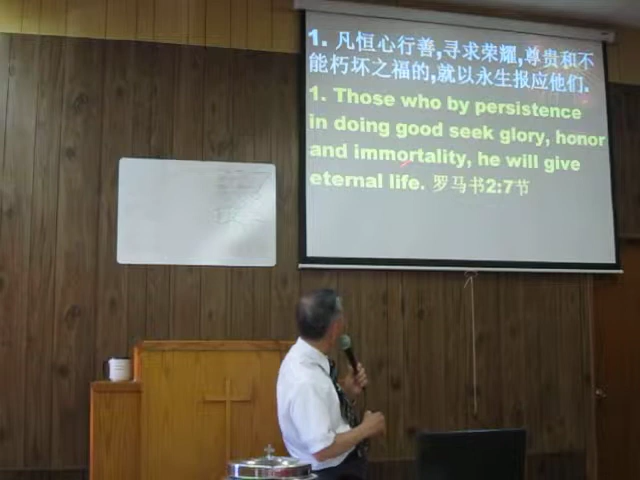 1. 凡恒心行善,寻求荣耀,尊贵和不
能朽坏之福的,就以永生报应他们.
1. Those who by persistence
in doing good seek glory, honor
and immortality, he will give
eternal life. 罗马书2:7节